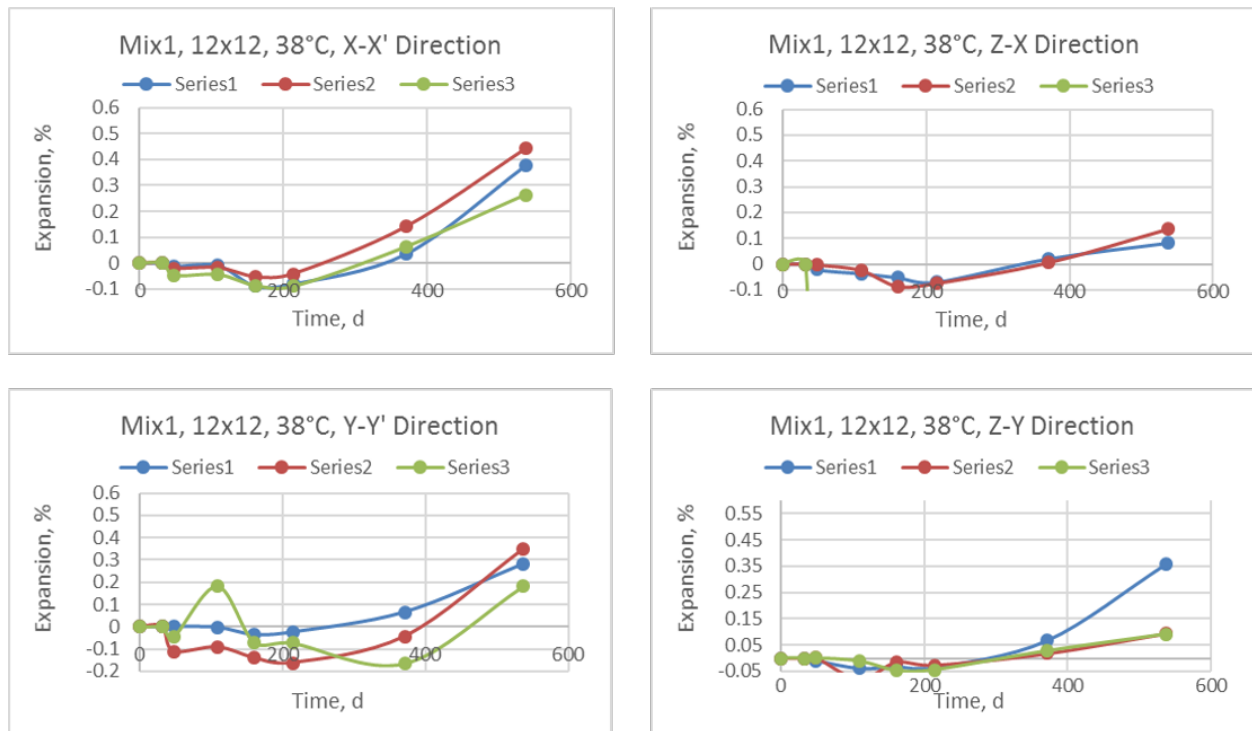 Mix1, 12x12, 38°C, X-X' Direction
Series1 Series2 Series3
0.6
0.5
0.4
0.3
0.2
0.1
0
-0.1
0 200 400 600
Expansion, %
Time, d
Mix1, 12x12, 38°C, Z-X Direction
Series1 Series2 Series3
0.6
0.5
0.4
0.3
0.2
0.1
0
-0.1
0 200 400 600
Expansion, %
Time, d
Mix1, 12x12, 38°C, Y-Y' Direction
Series1 Series2 Series3
0.6
0.5
0.4
0.3
0.2
0.1
0
-0.1
-0.2
0 200 400 600
Expansion, %
Time, d
Mix1, 12x12, 38°C, Z-Y Direction
Series1 Series2 Series3
0.55
0.45
0.35
0.25
0.15
0.05
-0.05
0 200 400 600
Expansion, %
Time, d